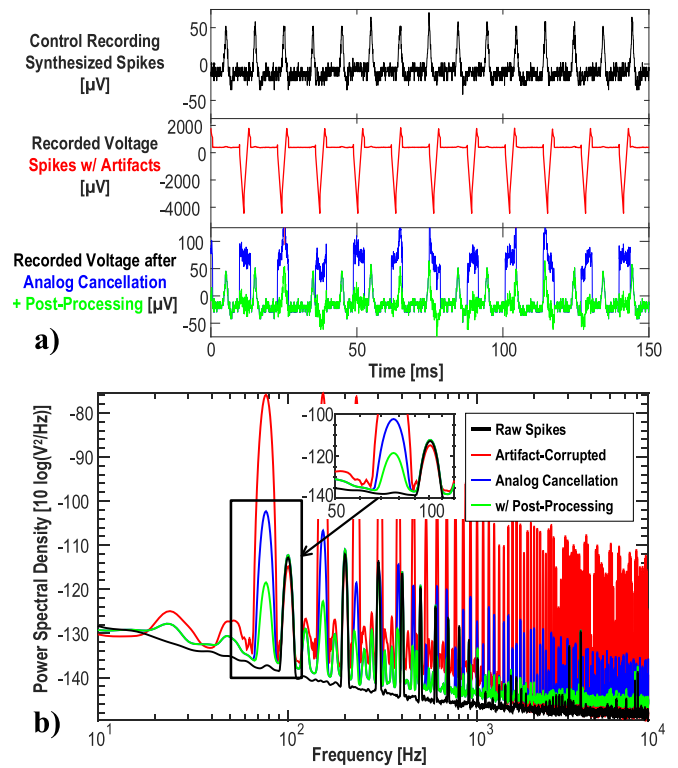 Control Recording
Synthesized Spikes
[µV]
50
0
-50
Recorded Voltage
Spikes w/ Artifacts
[µV]
2000
0
-2000
-4000
Recorded Voltage after
Analog Cancellation
+ Post-Processing [µV]
100
50
0
-50
0 50 100 150
Time [ms]
a)
Power Spectral Density [10 log(V²/Hz)]
-80
-90
-100
-110
-120
-130
-140
-100
-110
-120
-130
-140
50 100
Raw Spikes
Artifact-Corrupted
Analog Cancellation
w/ Post-Processing
10¹ 10² 10³ 10⁴
Frequency [Hz]
b)